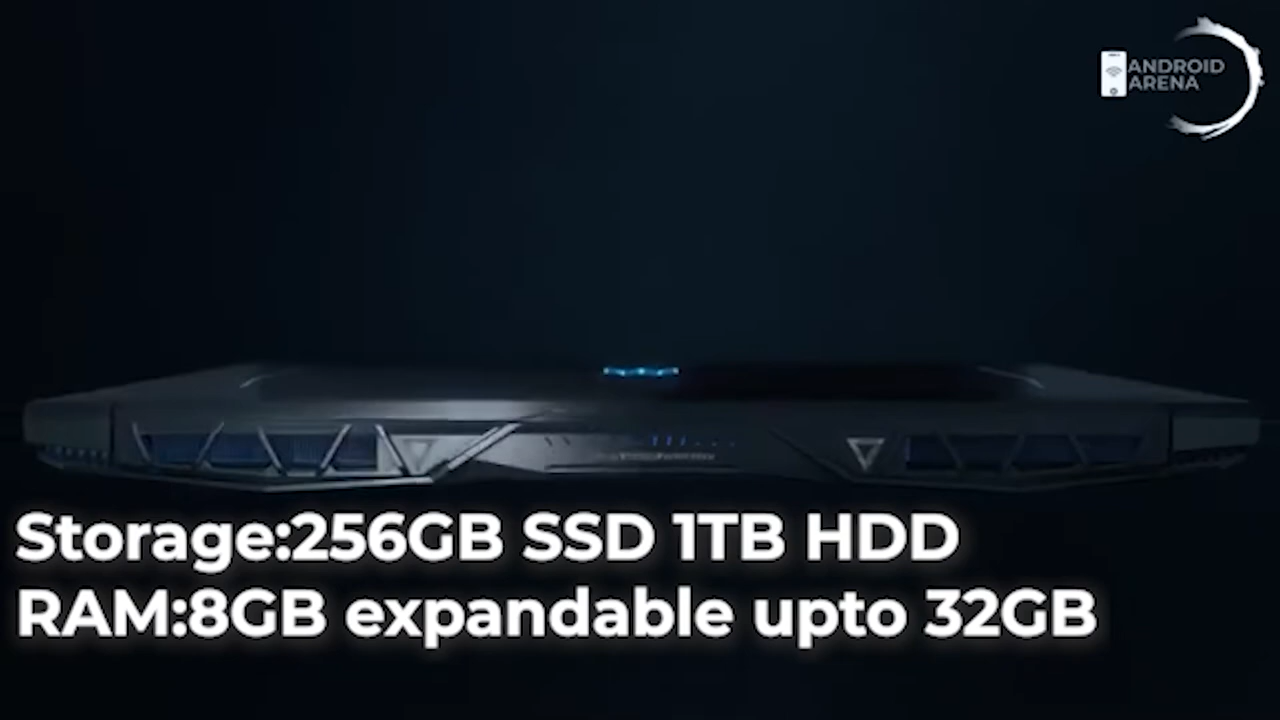 ANDROID
ARENA
Storage:256GB SSD 1TB HDD
RAM:8GB expandable upto 32GB